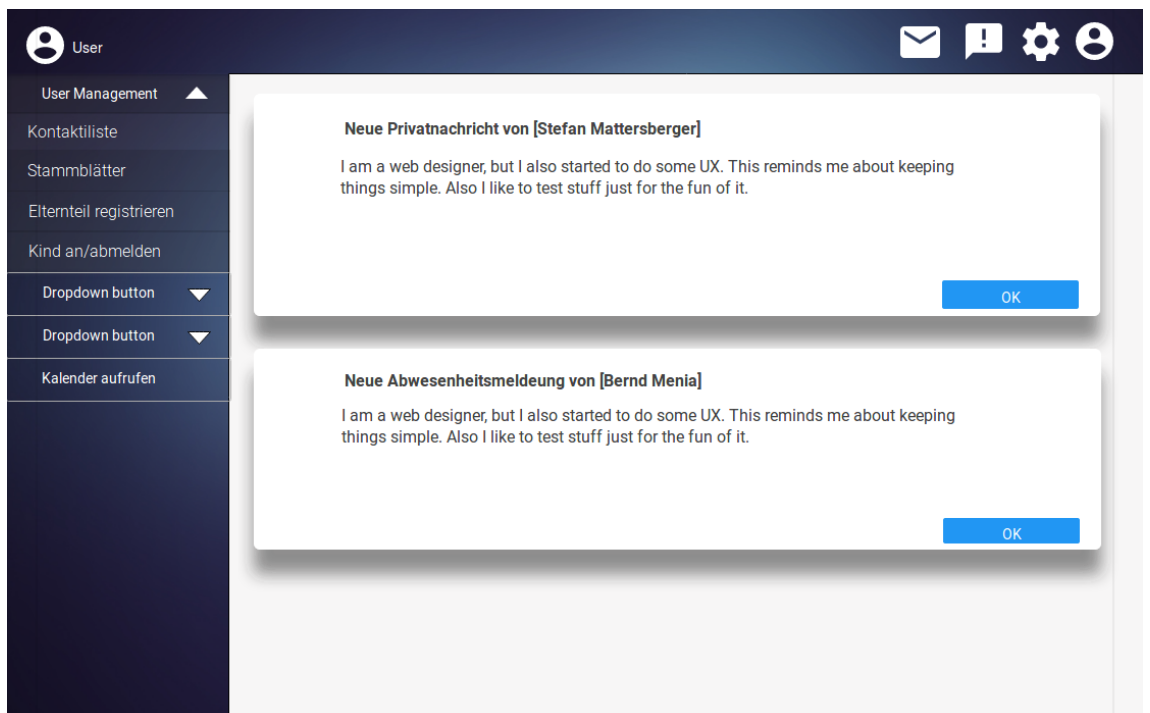 User
User Management
Kontaktiliste
Stammblätter
Elternteil registrieren
Kind an/abmelden
Dropdown button
Dropdown button
Kalender aufrufen
Neue Privatnachricht von [Stefan Mattersberger]
I am a web designer, but I also started to do some UX. This reminds me about keeping
things simple. Also I like to test stuff just for the fun of it.
OK
Neue Abwesenheitsmeldung von [Bernd Menia]
I am a web designer, but I also started to do some UX. This reminds me about keeping
things simple. Also I like to test stuff just for the fun of it.
OK